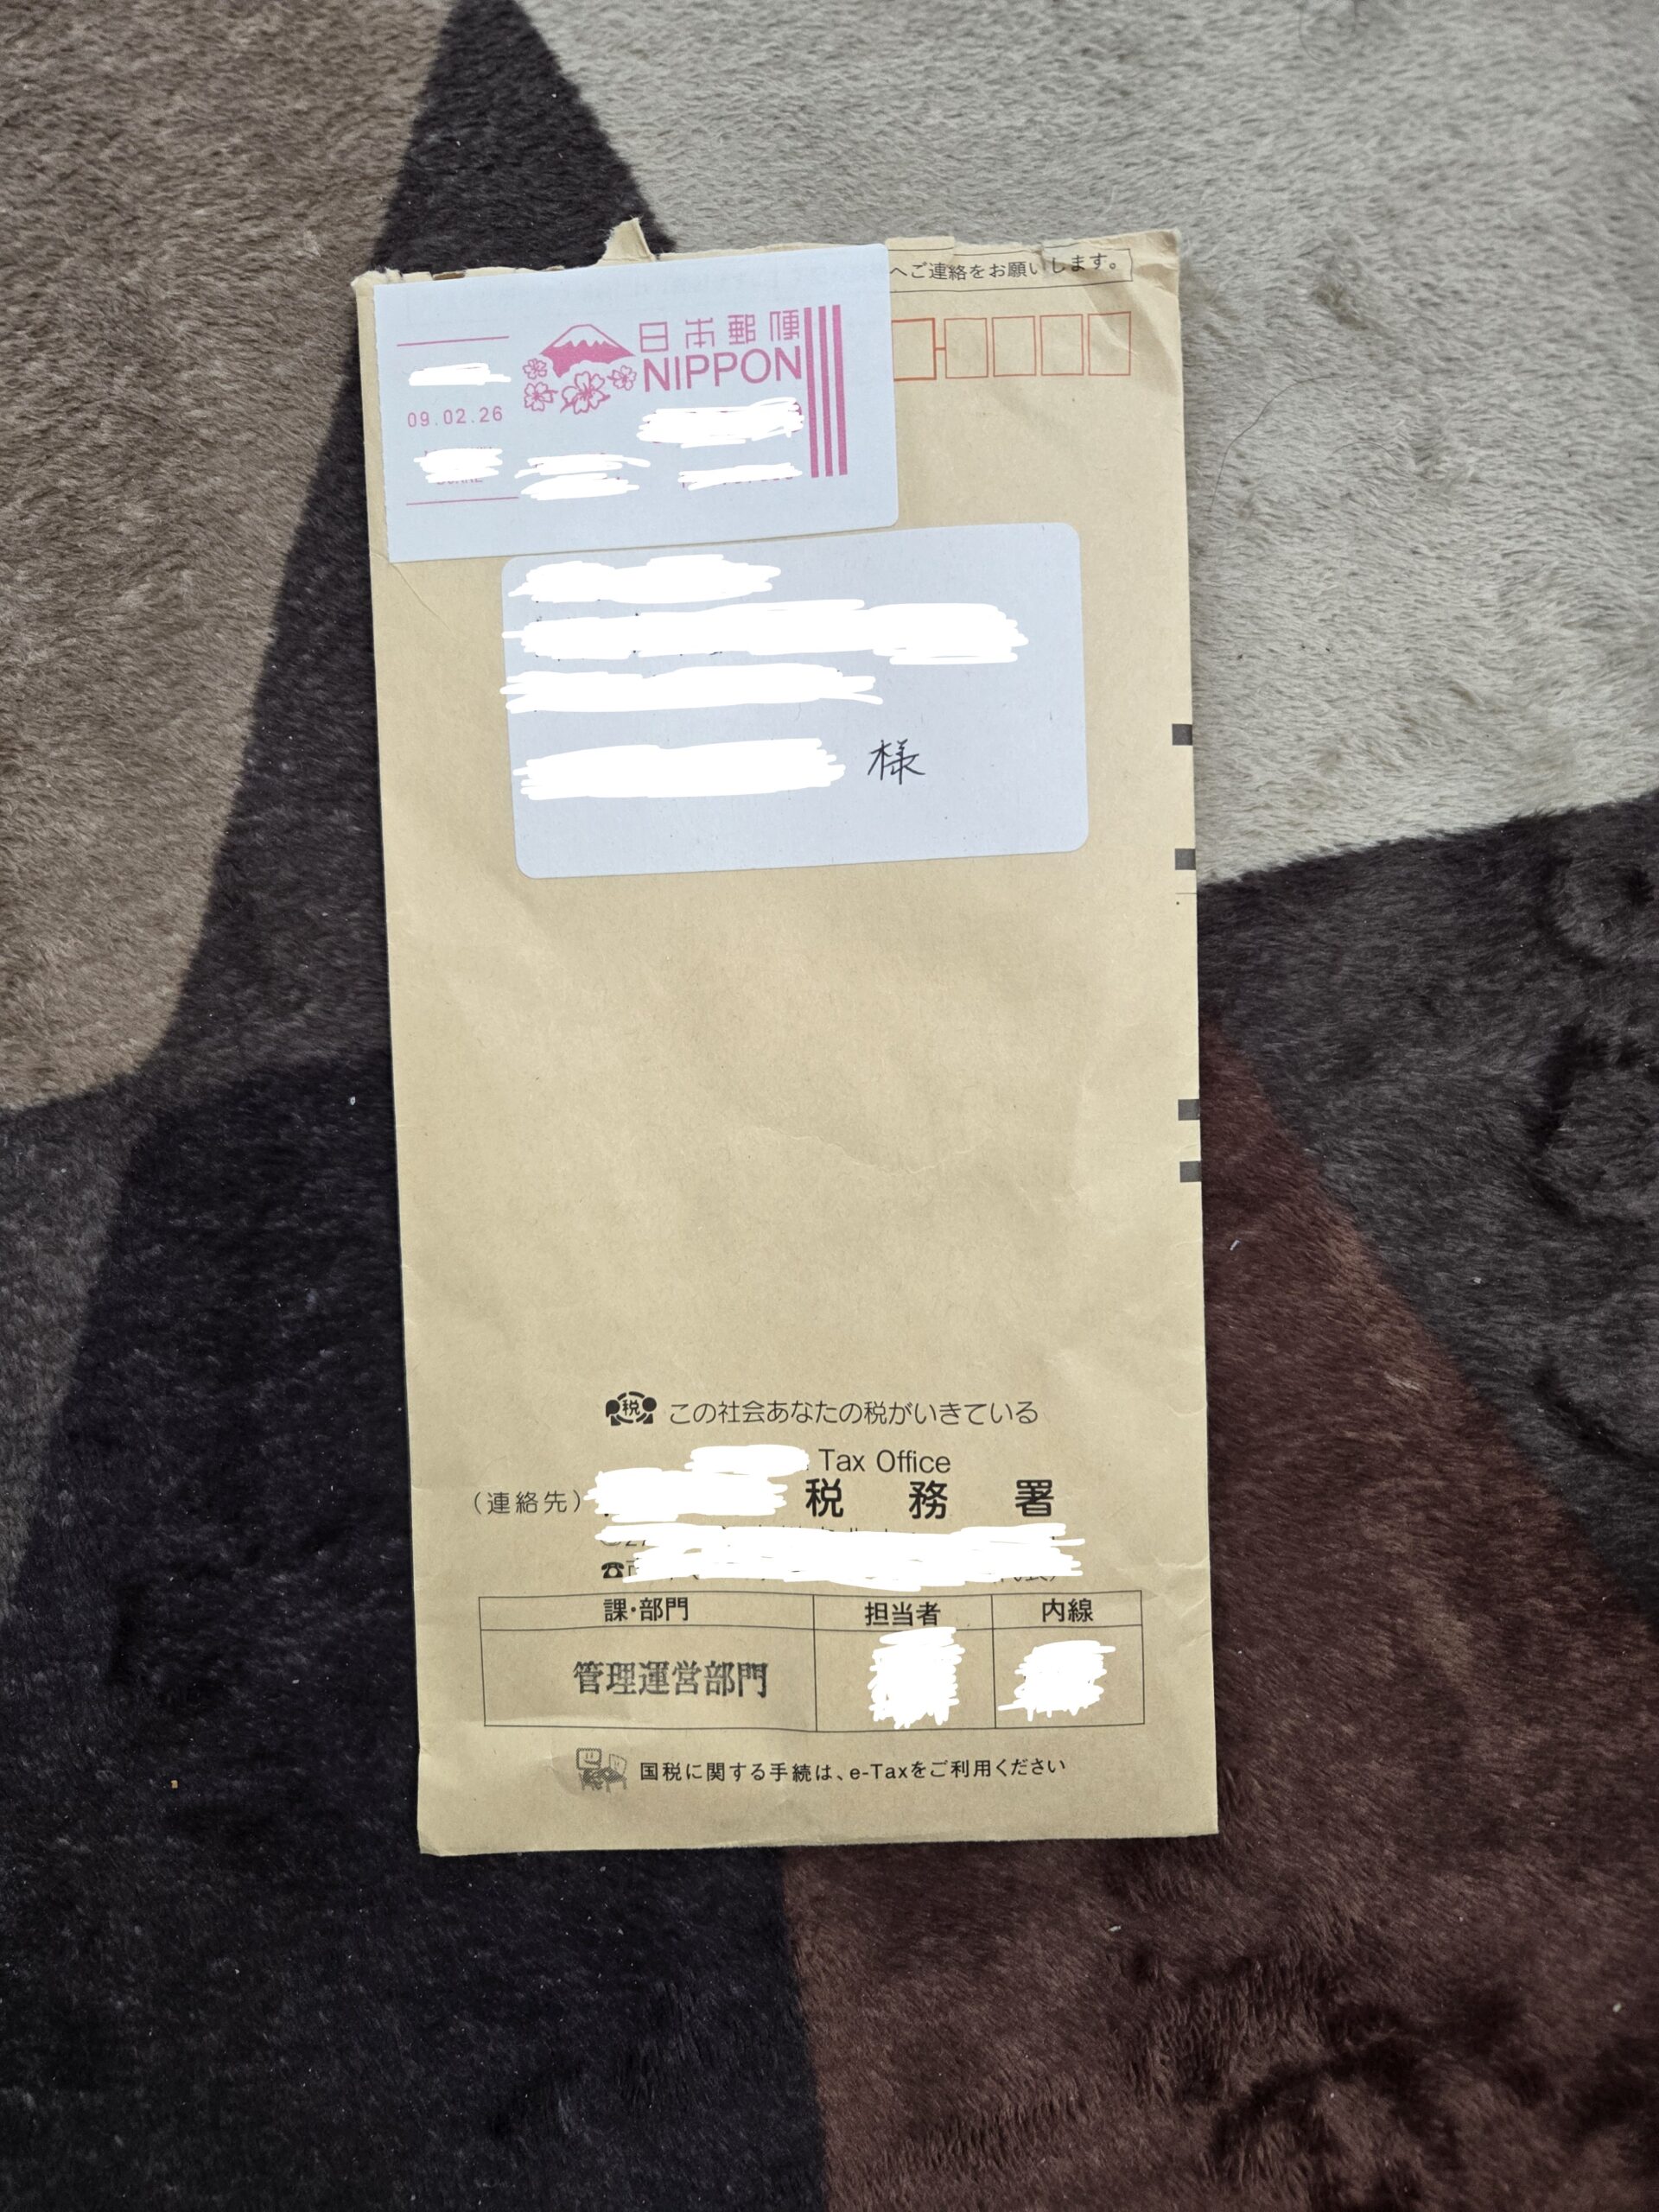 へご連絡をお願いします。
日本郵便
NIPPON
09.02.26
様
税
この社会あなたの税がいきている
Tax Office
(連絡先)
税務署
課・部門 担当者 内線
管理運営部門
国税に関する手続は、e-Taxをご利用ください